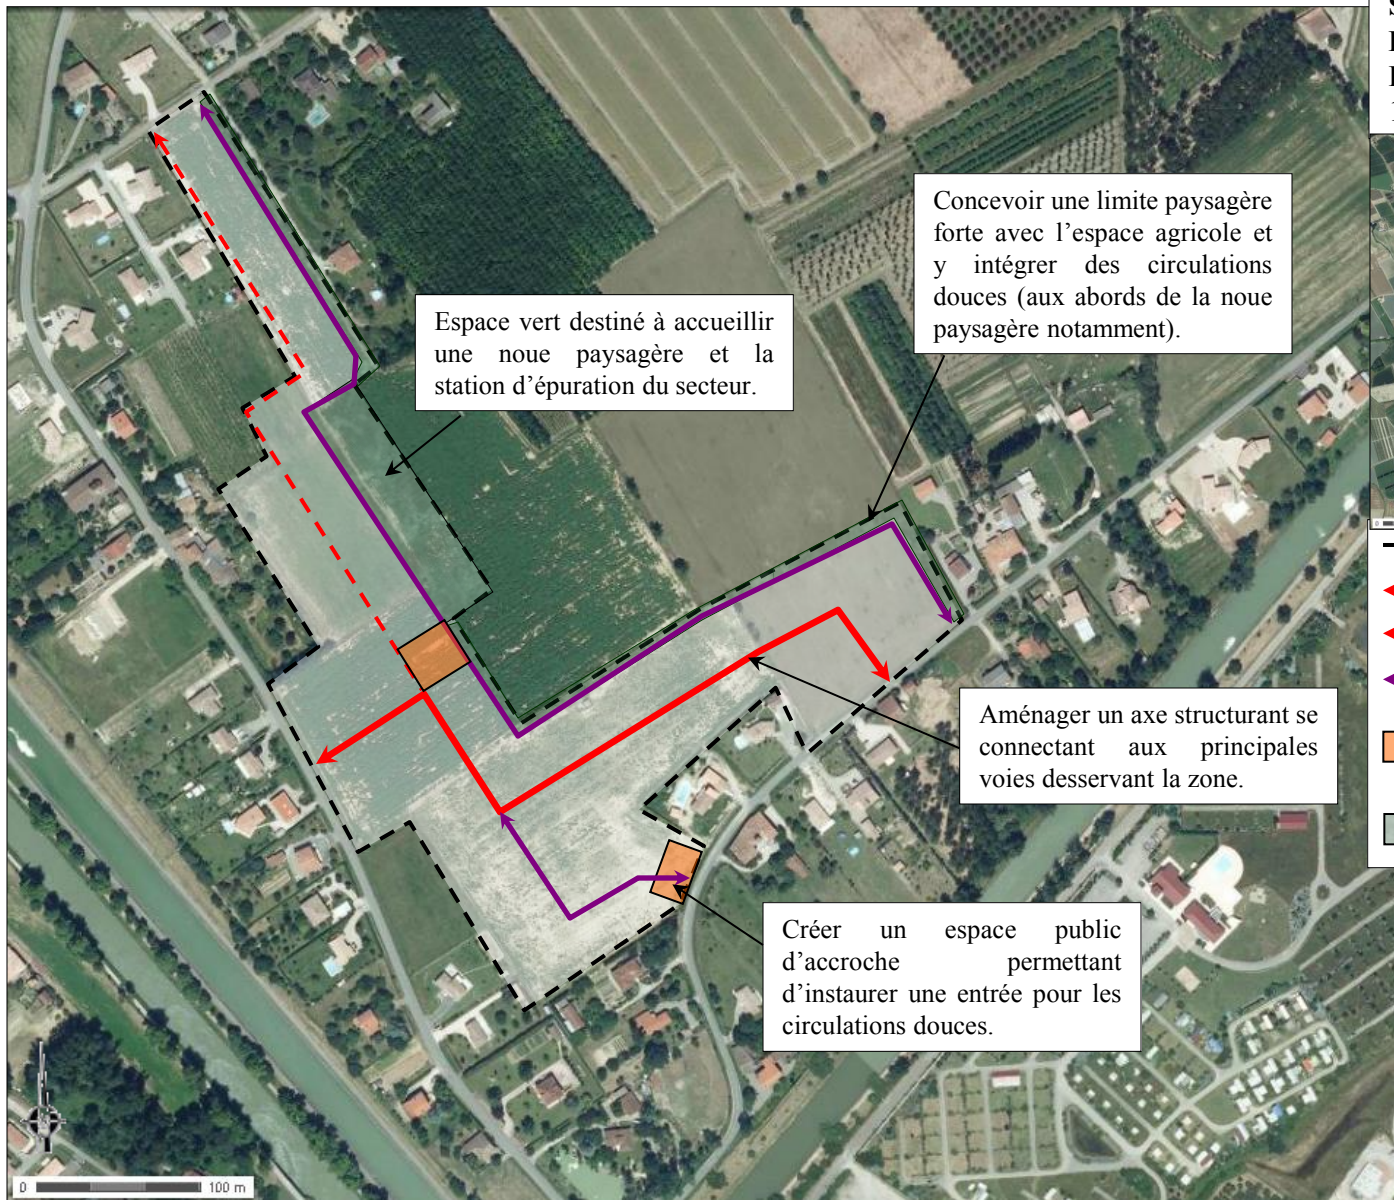 Concevoir une limite paysagère
forte avec l'espace agricole et
y intégrer des circulations
douces (aux abords de la noue
paysagère notamment).
Espace vert destiné à accueillir
une noue paysagère et la
station d'épuration du secteur.
Aménager un axe structurant se
connectant aux principales
voies desservant la zone.
Créer un espace public
d'accroche permettant
d'instaurer une entrée pour les
circulations douces.
0 100 m